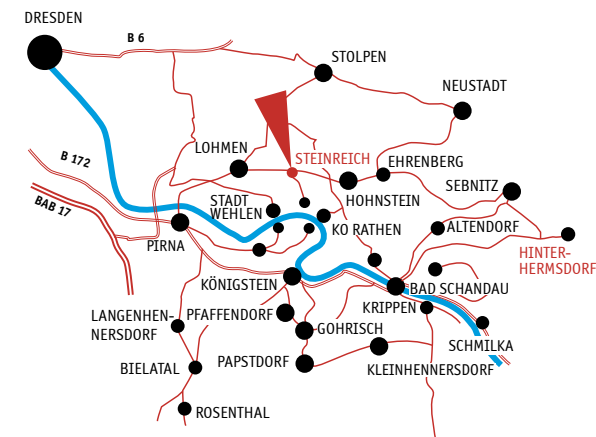 DRESDEN
B 6
STOLPEN
NEUSTADT
B 172
LOHMEN
STEINREICH
EHRENBERG
BAB 17
STADT
WEHLEN
HOHNSTEIN
SEBNITZ
KO RATHEN
ALTENDORF
PIRNA
HINTER-
HERMSDORF
KÖNIGSTEIN
BAD SCHANDAU
LANGENHEN-
NERSDORF
PFAFFENDORF
KRIPPEN
GOHRISCH
SCHMILKA
BIELATAL
PAPSTDORF
KLEINHENNERSDORF
ROSENTHAL